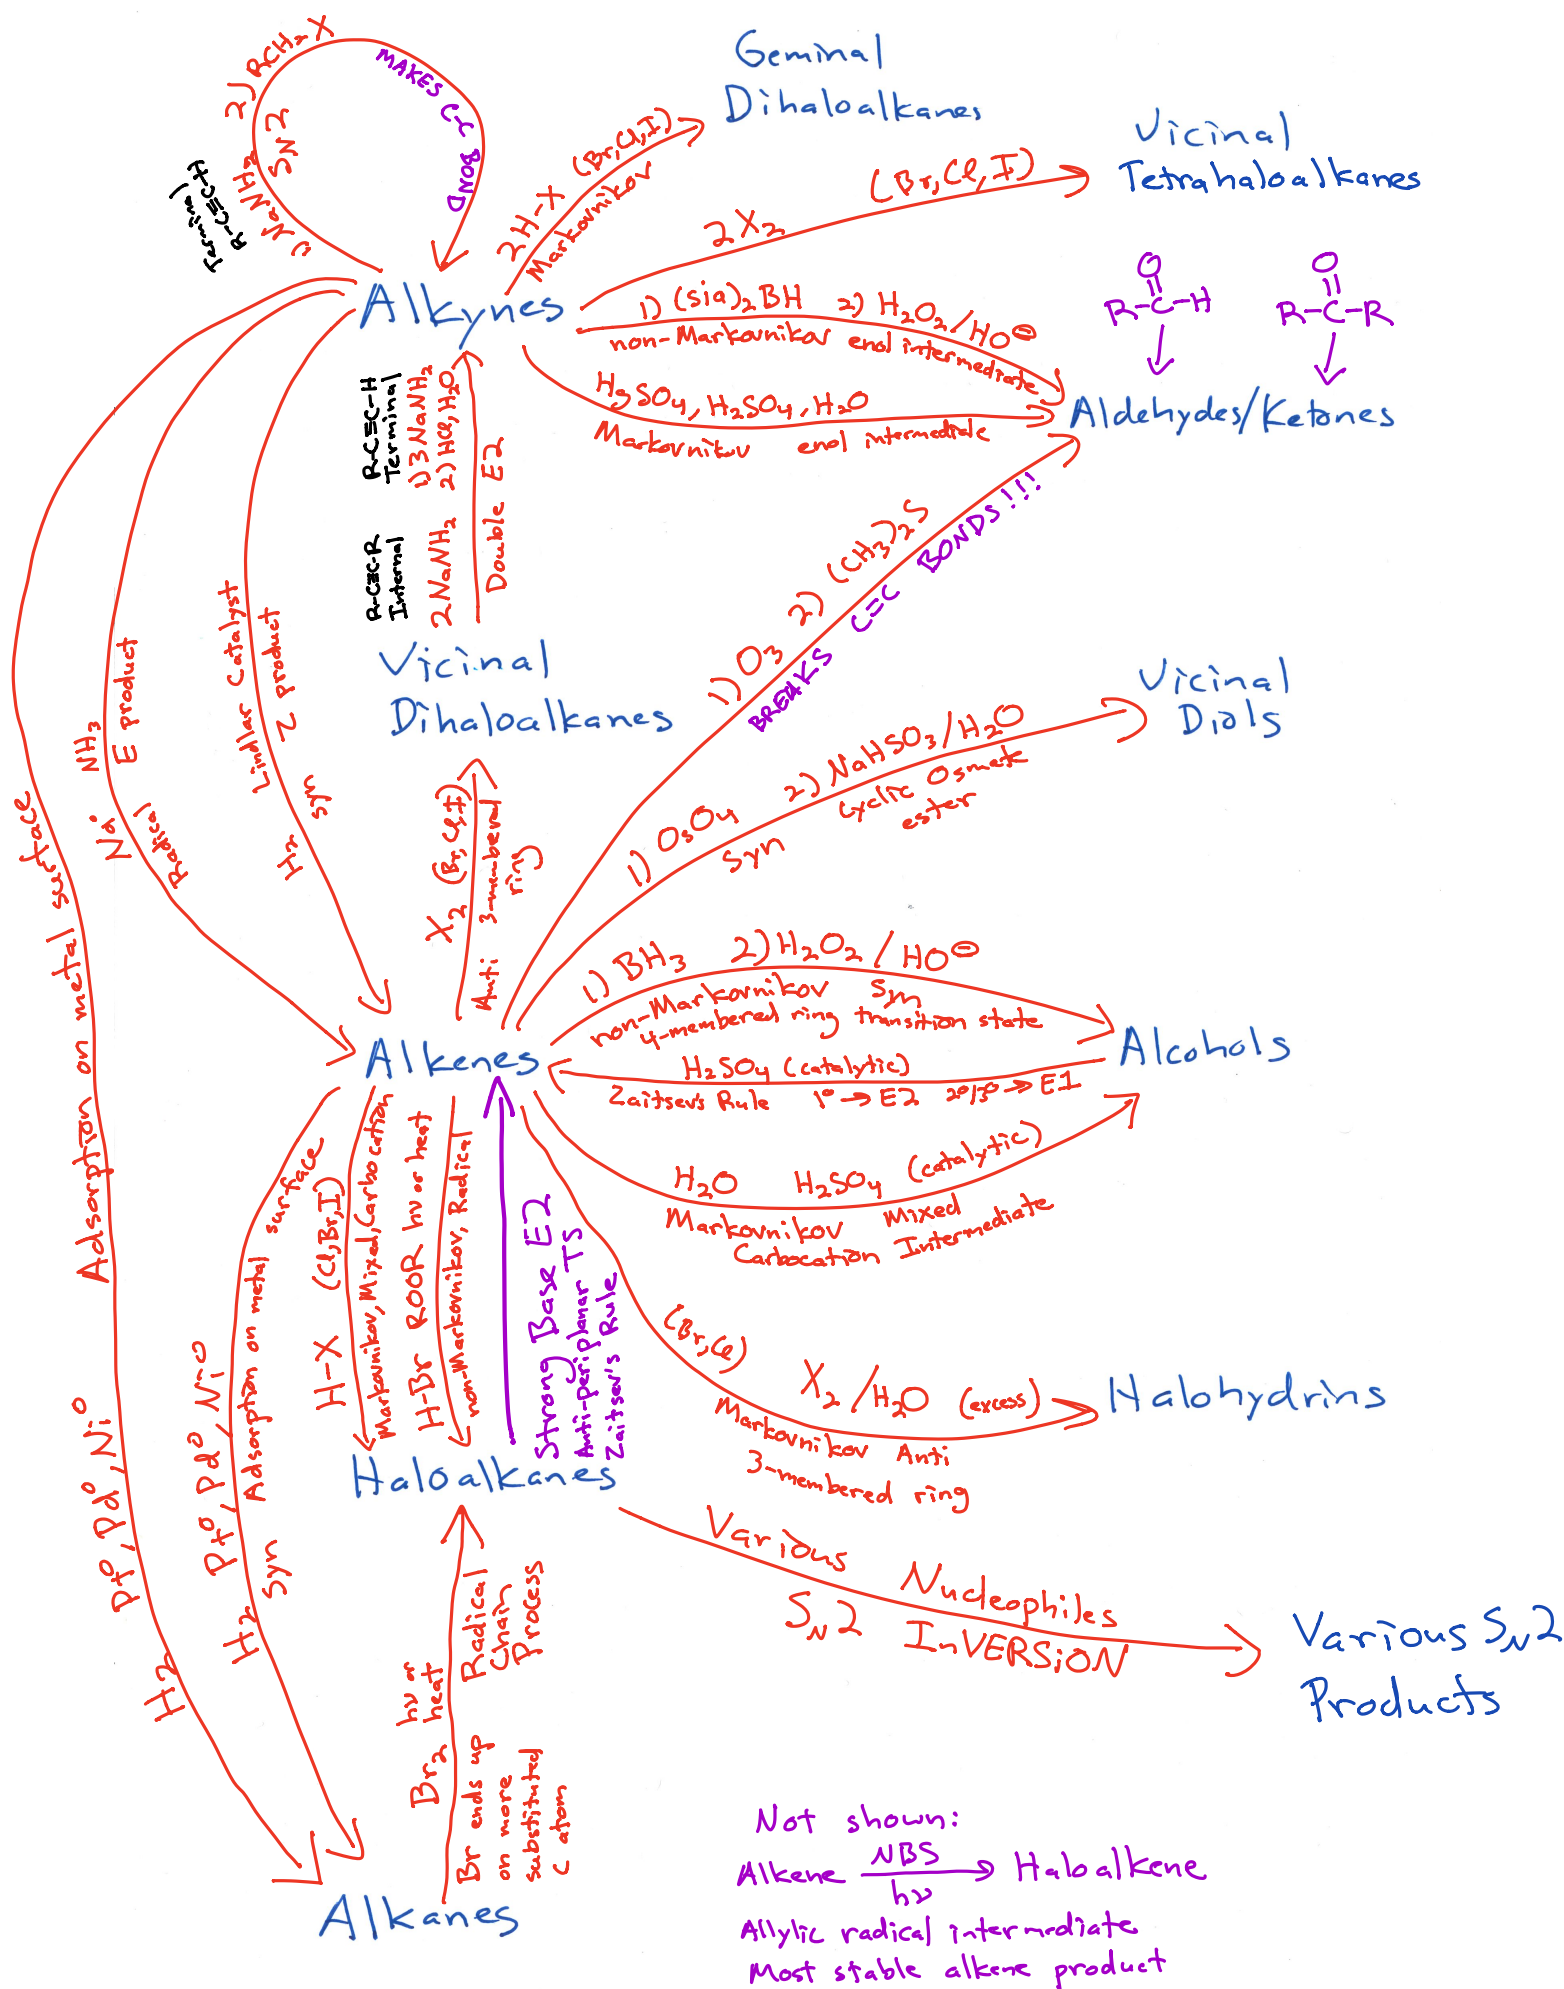 1) NaNH2 2) RCH2X
SN2
MAKES C-C BOND
Terminal
R-C≡C-H
Geminal
Dihaloalkanes
2H-X (Br,Cl,I)
Markovnikov
Vicinal
Tetrahaloalkanes
2X2 (Br,Cl,I)
Alkynes
1) (sia)2BH 2) H2O2/HO⊖
non-Markovnikov enol intermediate
HgSO4, H2SO4, H2O
Markovnikov enol intermediate
O
R-C-H
O
R-C-R
Aldehydes/Ketones
R-C≡C-H
Terminal
1) 3NaNH2
2) HCl, H2O
R-C≡C-R
Internal
2NaNH2
Double E2
Vicinal
Dihaloalkanes
1) O3 2) (CH3)2S
BREAKS C=C BONDS!!!
Vicinal
Diols
1) OsO4 2) NaHSO3/H2O
Syn Cyclic Osmate
ester
Na° NH3
Radical E product
H2 Lindlar Catalyst
Syn Z product
X2 (Br,Cl,I)
Anti 3-membered
ring
Adsorption on metal surface
H2 Pt°, Pd°, Ni°
Alkenes
1) BH3 2) H2O2 / HO⊖
non-Markovnikov Syn
4-membered ring transition state
Alcohols
H2SO4 (catalytic)
Zaitsev's Rule 1°→E2 2°/3°→E1
H2O H2SO4 (catalytic)
Markovnikov Mixed
Carbocation Intermediate
H2 Pt°, Pd°, Ni°
Syn Adsorption on metal surface
H-X (Cl,Br,I)
Markovnikov, Mixed, Carbocation
H-Br ROOR hν or heat
non-Markovnikov, Radical
Strong Base E2
Anti-periplanar TS
Zaitsev's Rule
(Br,Cl)
X2/H2O (excess)
Markovnikov Anti
3-membered ring
Halohydrins
Haloalkanes
Various Nucleophiles
SN2 InVERSiON
Various SN2
Products
Br2 hν or
heat
Radical
Chain
Process
Br ends up
on more
substituted
C atom
Alkanes
Not shown:
Alkene NBS Haloalkene
hν
Allylic radical intermediate
Most stable alkene product